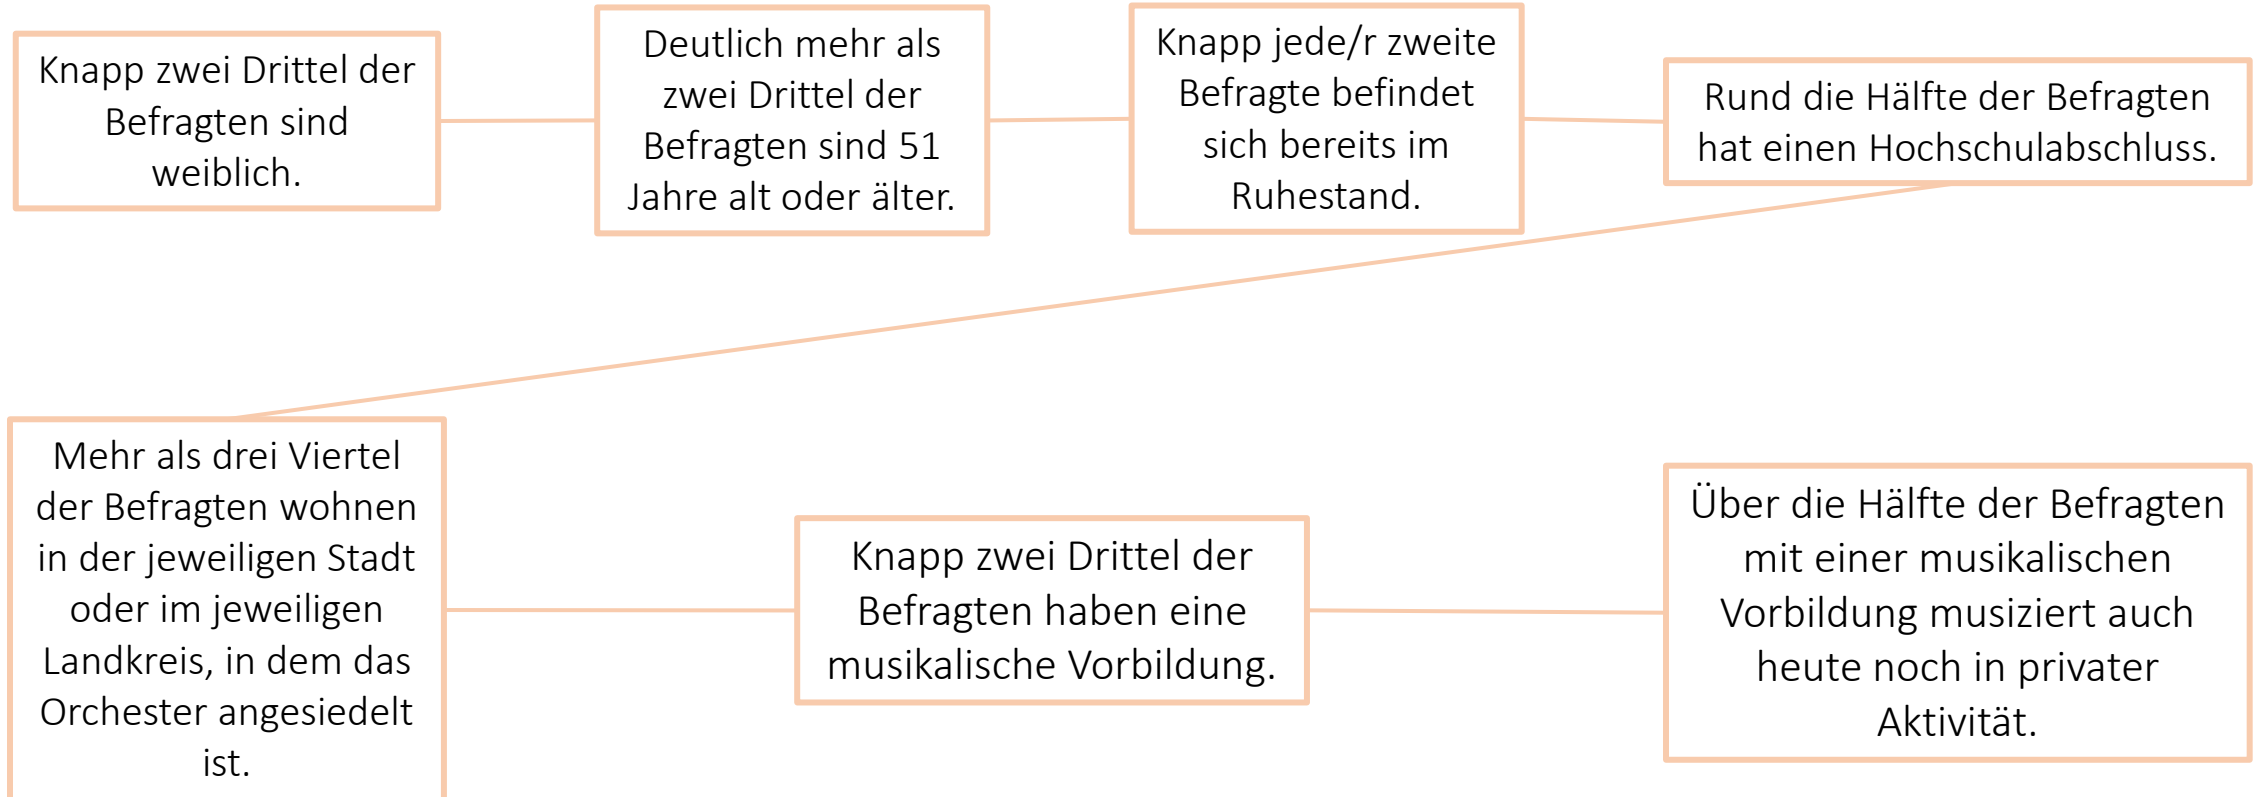 Knapp zwei Drittel der
Befragten sind
weiblich.
Deutlich mehr als
zwei Drittel der
Befragten sind 51
Jahre alt oder älter.
Knapp jede/r zweite
Befragte befindet
sich bereits im
Ruhestand.
Rund die Hälfte der Befragten
hat einen Hochschulabschluss.
Mehr als drei Viertel
der Befragten wohnen
in der jeweiligen Stadt
oder im jeweiligen
Landkreis, in dem das
Orchester angesiedelt
ist.
Knapp zwei Drittel der
Befragten haben eine
musikalische Vorbildung.
Über die Hälfte der Befragten
mit einer musikalischen
Vorbildung musiziert auch
heute noch in privater
Aktivität.